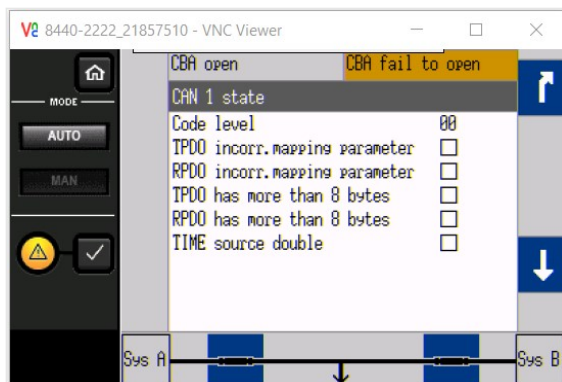 8440-2222_21857510 - VNC Viewer
CBA open
CBA fail to open
MODE
AUTO
MAN
CAN 1 state
Code level 00
TPDO incorr.mapping parameter
RPDO incorr.mapping parameter
TPDO has more than 8 bytes
RPDO has more than 8 bytes
TIME source double
Sys A
Sys B